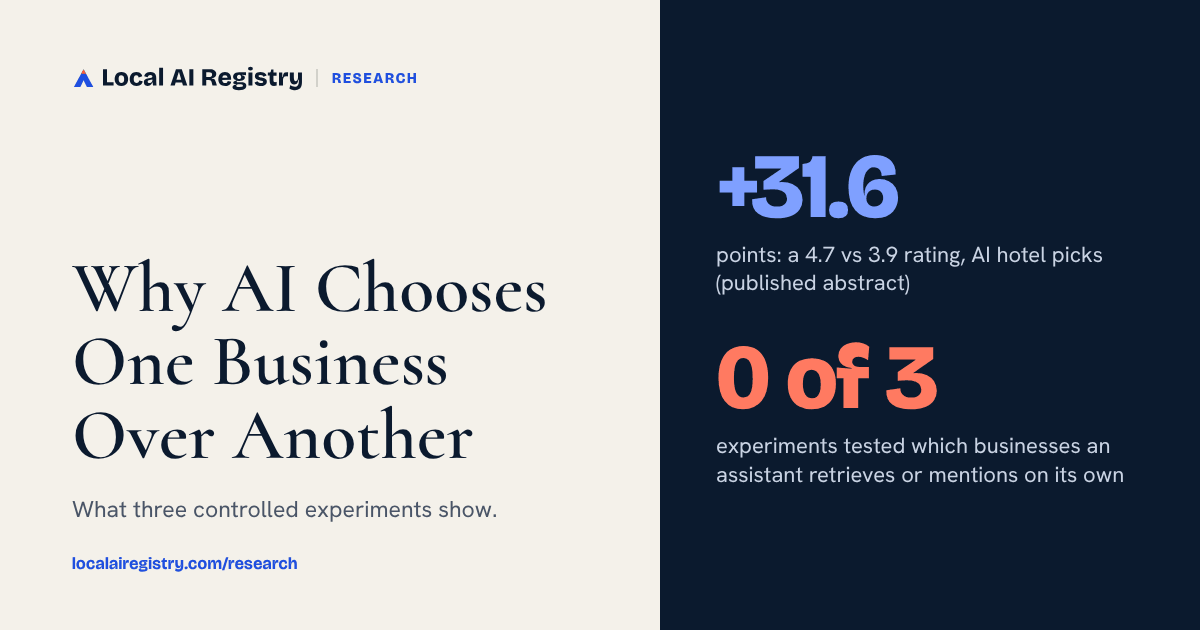 Local AI Registry | RESEARCH
Why AI Chooses
One Business
Over Another
What three controlled experiments show.
localairegistry.com/research
+31.6
points: a 4.7 vs 3.9 rating, AI hotel picks
(published abstract)
0 of 3
experiments tested which businesses an
assistant retrieves or mentions on its own